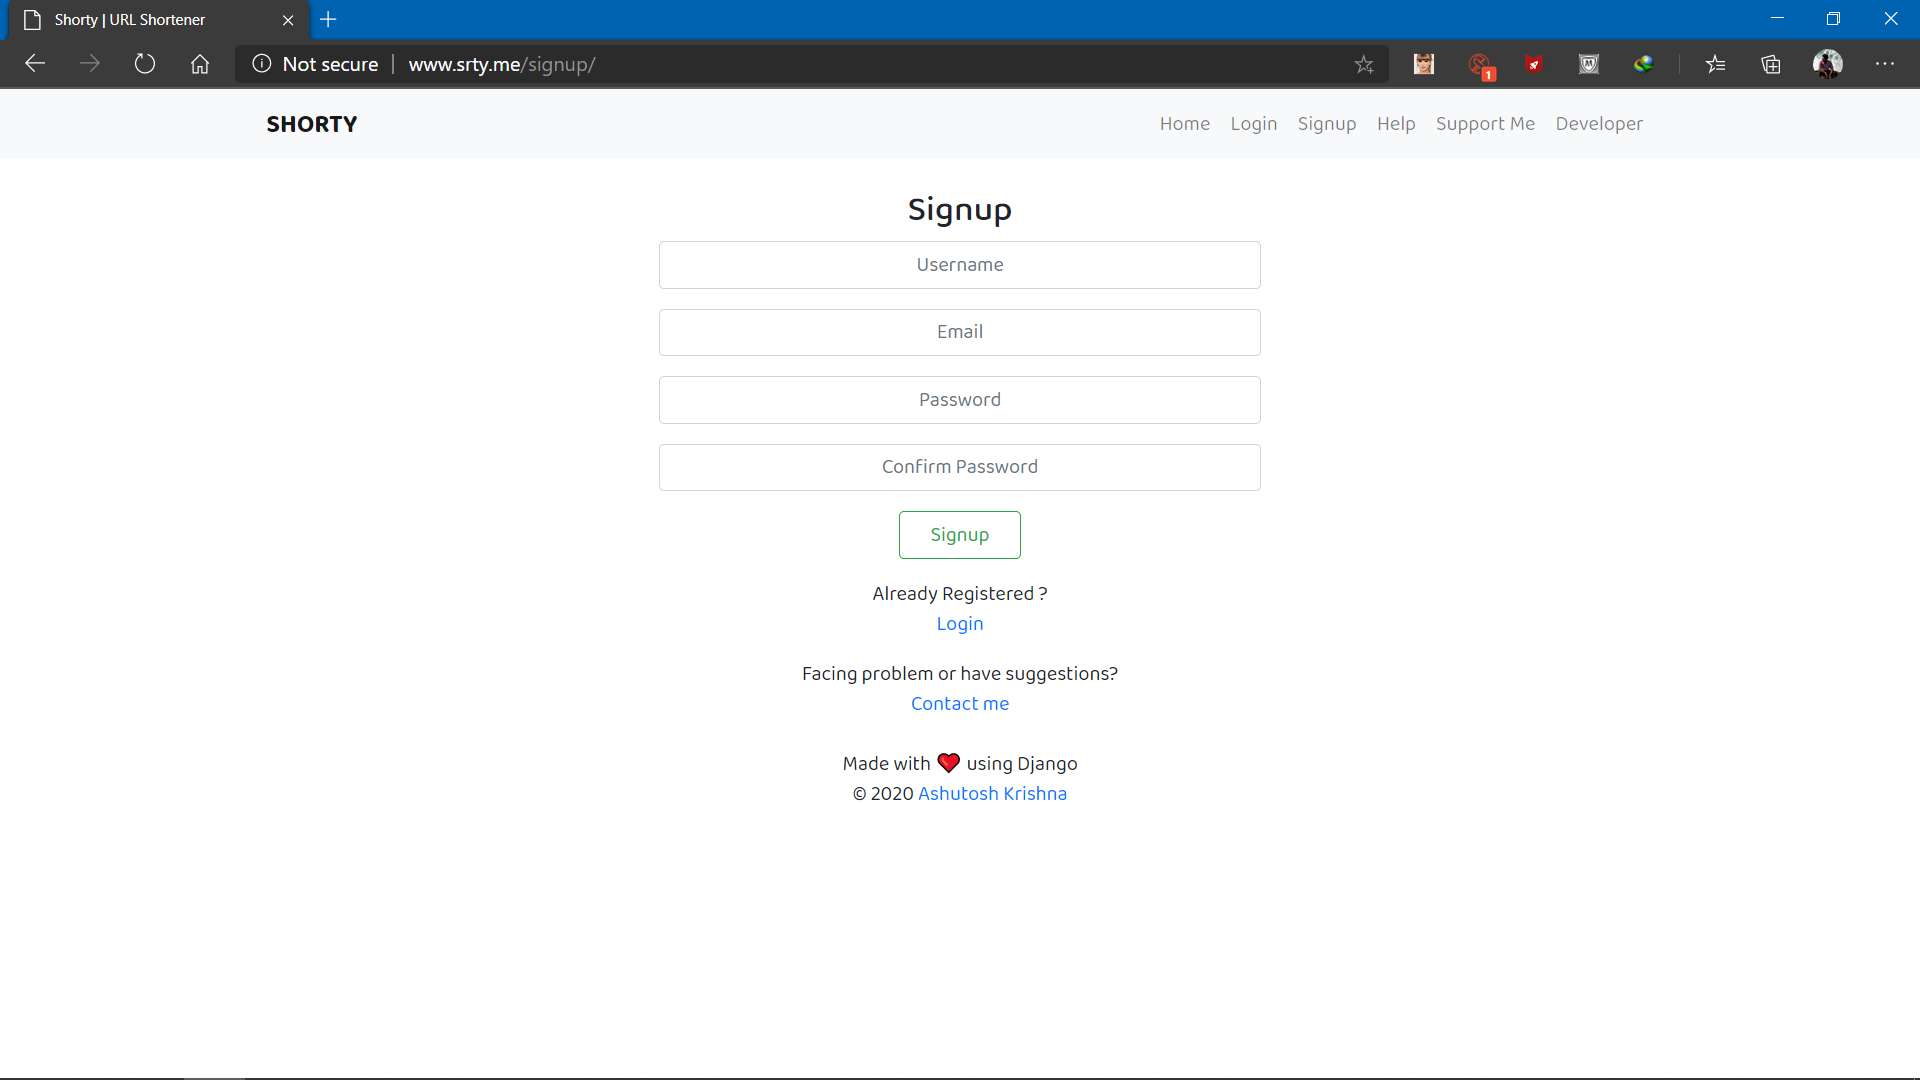 Shorty | URL Shortener
Not secure | www.srty.me/signup/
1
SHORTY
Home Login Signup Help Support Me Developer
Signup
Username
Email
Password
Confirm Password
Signup
Already Registered ?
Login
Facing problem or have suggestions?
Contact me
Made with ❤ using Django
© 2020 Ashutosh Krishna